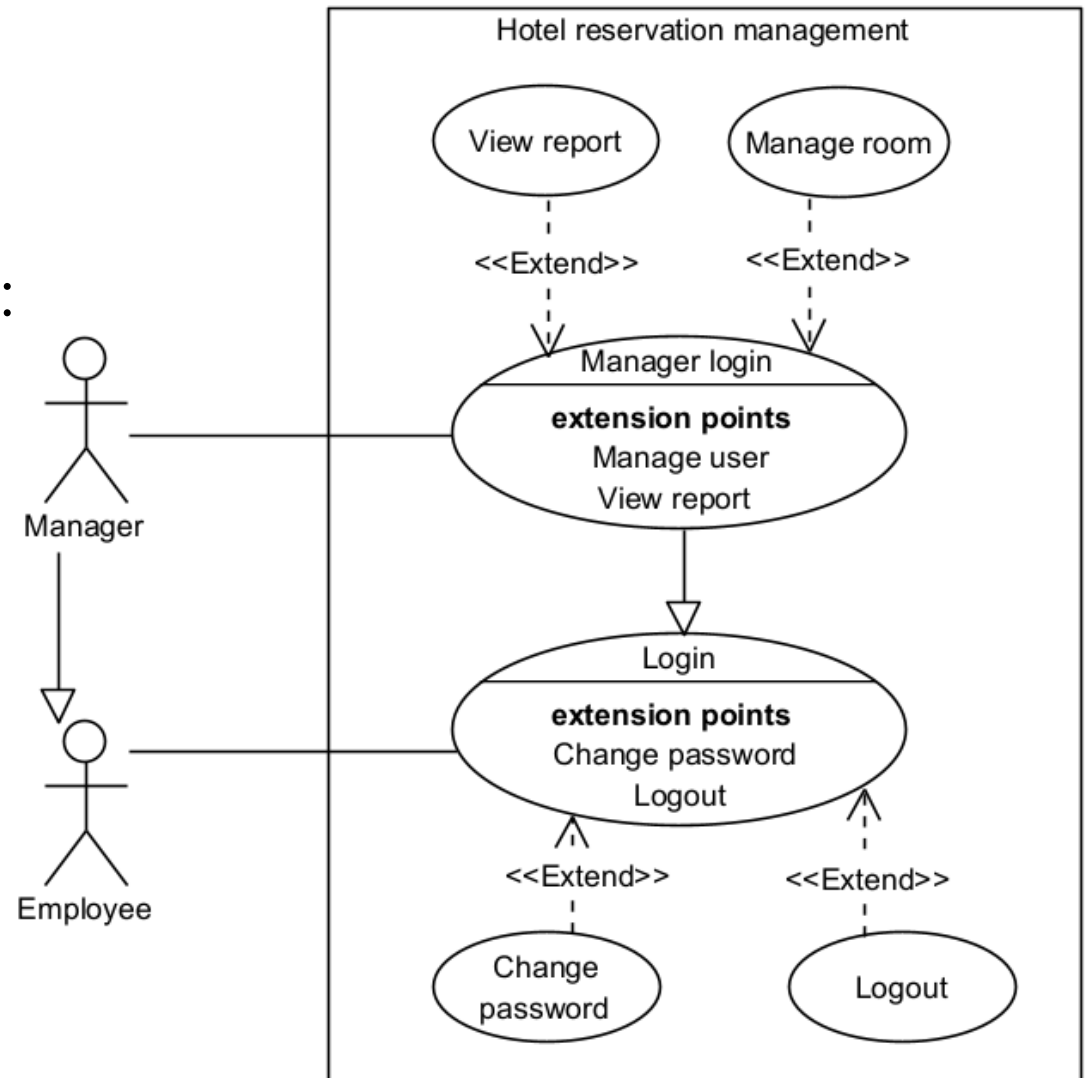 Hotel reservation management
View report
Manage room
<<Extend>>
<<Extend>>
:
Manager login
extension points
Manage user
View report
Manager
Login
extension points
Change password
Logout
<<Extend>>
<<Extend>>
Employee
Change
password
Logout